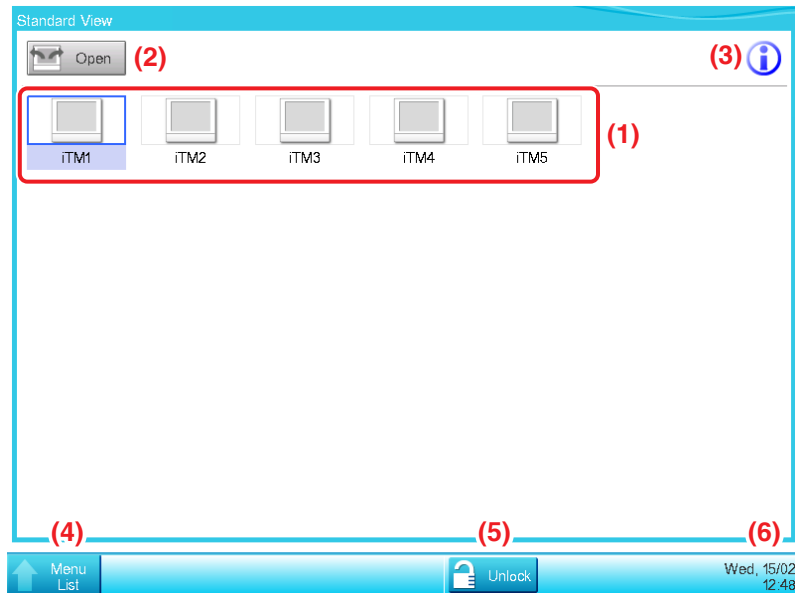 Standard View
Open (2) (3)
(1)
iTM1 iTM2 iTM3 iTM4 iTM5
(4) (5) (6)
Menu
List
Unlock
Wed, 15/02
12:48